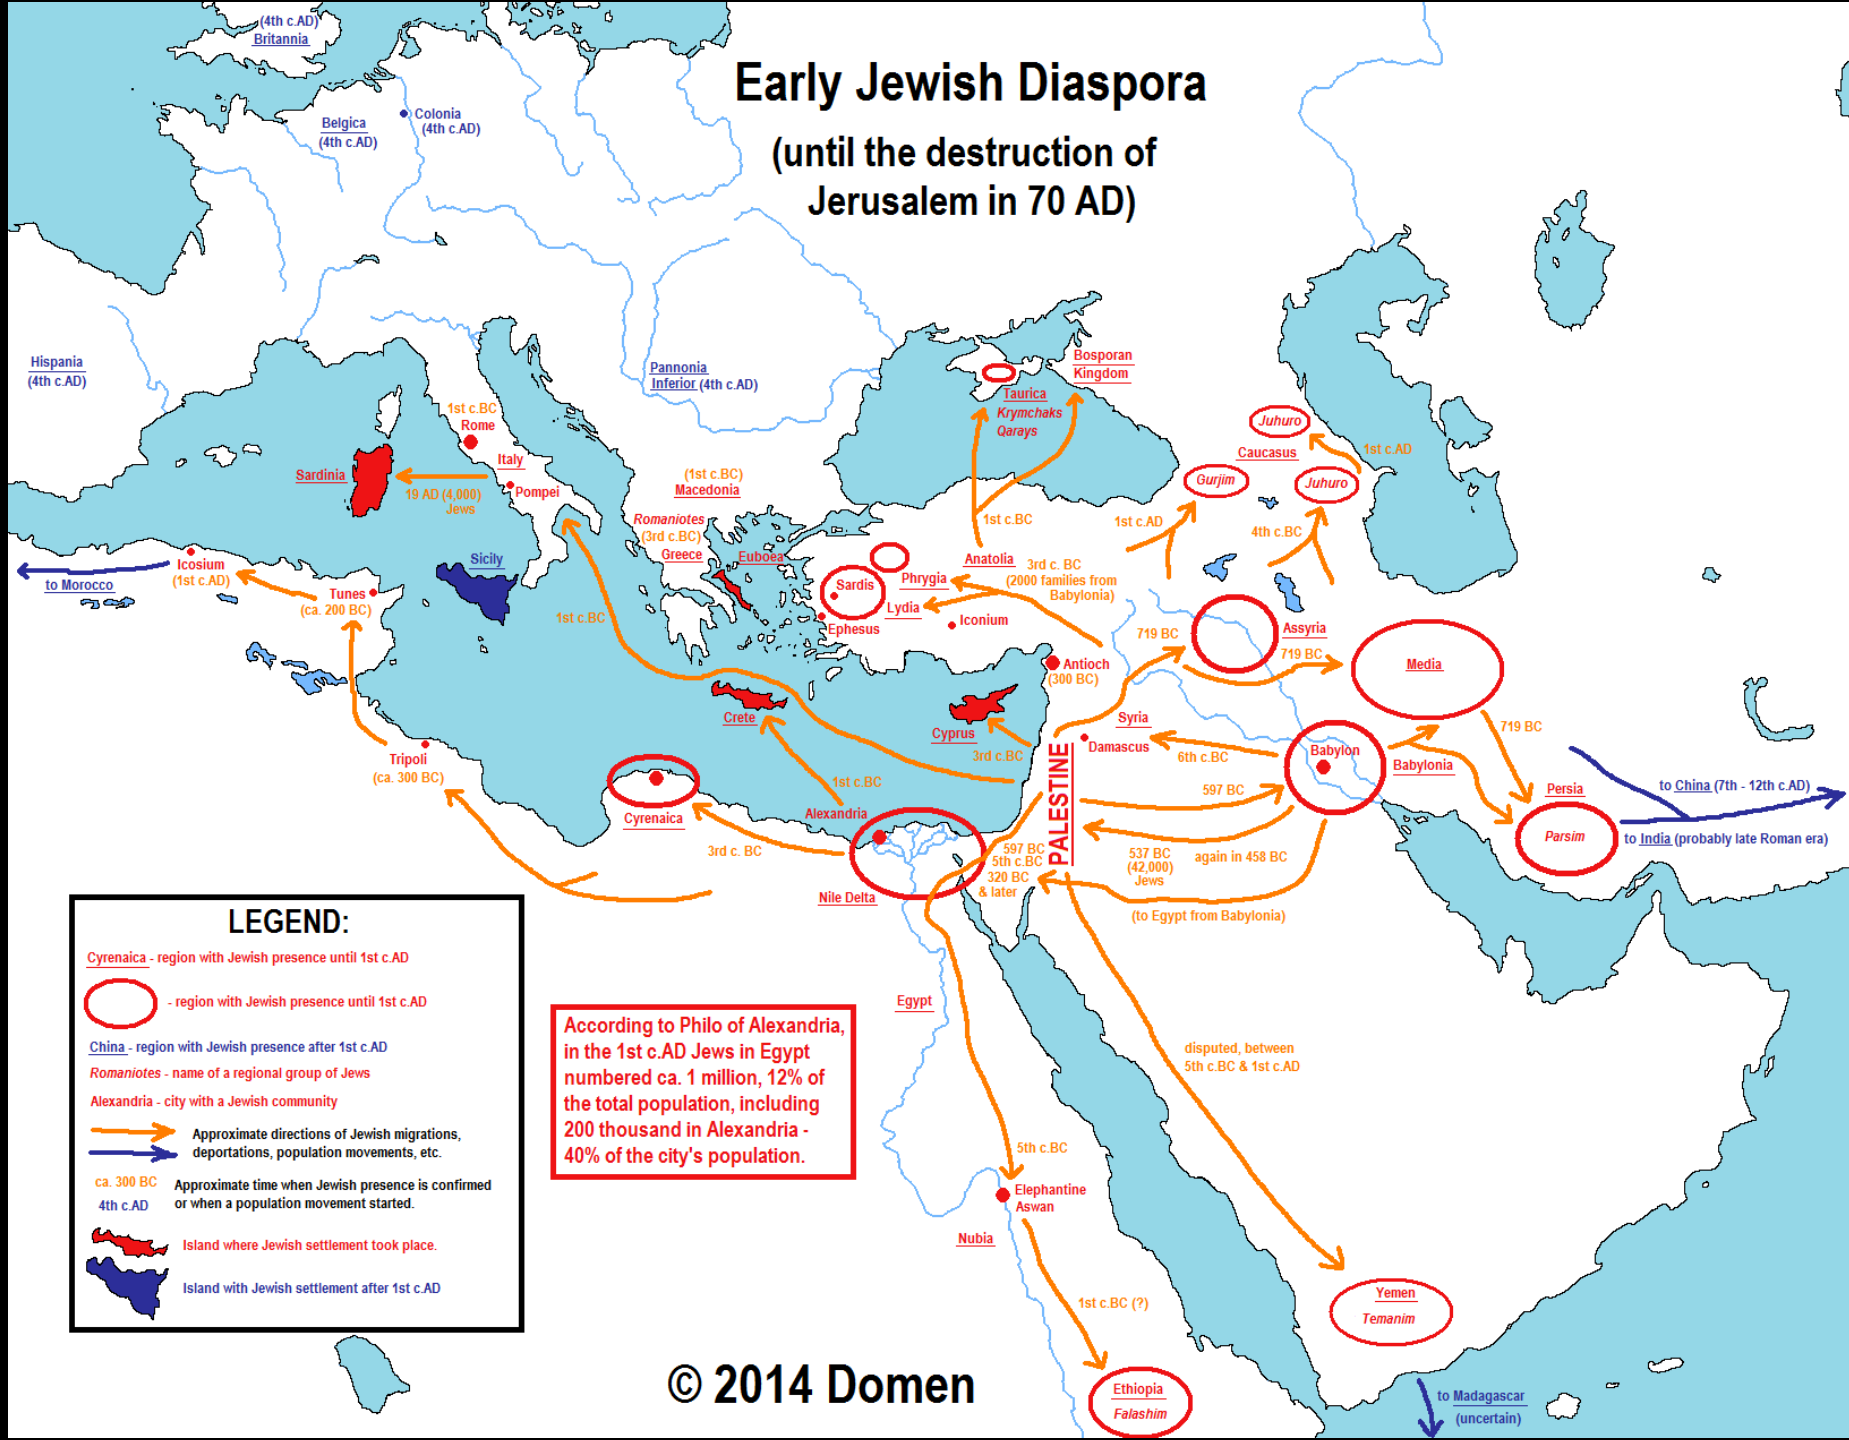 Early Jewish Diaspora
(until the destruction of
Jerusalem in 70 AD)
(4th c.AD)
Britannia
Belgica
(4th c.AD)
Colonia
(4th c.AD)
Hispania
(4th c.AD)
Pannonia
Inferior (4th c.AD)
Bosporan
Kingdom
Taurica
Krymchaks
Qarays
Juhuro
Caucasus
1st c.AD
Gurjim
Juhuro
1st c.BC
Rome
Italy
Pompei
Sardinia
19 AD (4,000)
Jews
(1st c.BC)
Macedonia
Romaniotes
(3rd c.BC)
Greece
Euboea
1st c.BC
1st c.AD
4th c.BC
Icosium
(1st c.AD)
to Morocco
Sicily
Tunes
(ca. 200 BC)
1st c.BC
Sardis
Phrygia
Anatolia
3rd c. BC
(2000 families from
Babylonia)
Lydia
Iconium
Ephesus
719 BC
Assyria
719 BC
Media
Antioch
(300 BC)
Crete
Cyprus
3rd c.BC
Syria
Damascus
6th c.BC
Babylon
Babylonia
719 BC
Tripoli
(ca. 300 BC)
1st c.BC
Cyrenaica
Alexandria
3rd c. BC
PALESTINE
597 BC
Persia
Parsim
to China (7th - 12th c.AD)
to India (probably late Roman era)
597 BC
5th c.BC
320 BC
& later
537 BC
(42,000)
Jews
again in 458 BC
(to Egypt from Babylonia)
Nile Delta
Egypt
LEGEND:
Cyrenaica - region with Jewish presence until 1st c.AD
- region with Jewish presence until 1st c.AD
China - region with Jewish presence after 1st c.AD
Romaniotes - name of a regional group of Jews
Alexandria - city with a Jewish community
Approximate directions of Jewish migrations,
deportations, population movements, etc.
ca. 300 BC
4th c.AD
Approximate time when Jewish presence is confirmed
or when a population movement started.
Island where Jewish settlement took place.
Island with Jewish settlement after 1st c.AD
According to Philo of Alexandria,
in the 1st c.AD Jews in Egypt
numbered ca. 1 million, 12% of
the total population, including
200 thousand in Alexandria -
40% of the city's population.
disputed, between
5th c.BC & 1st c.AD
5th c.BC
Elephantine
Aswan
Nubia
1st c.BC (?)
Yemen
Temanim
Ethiopia
Falashim
to Madagascar
(uncertain)
© 2014 Domen